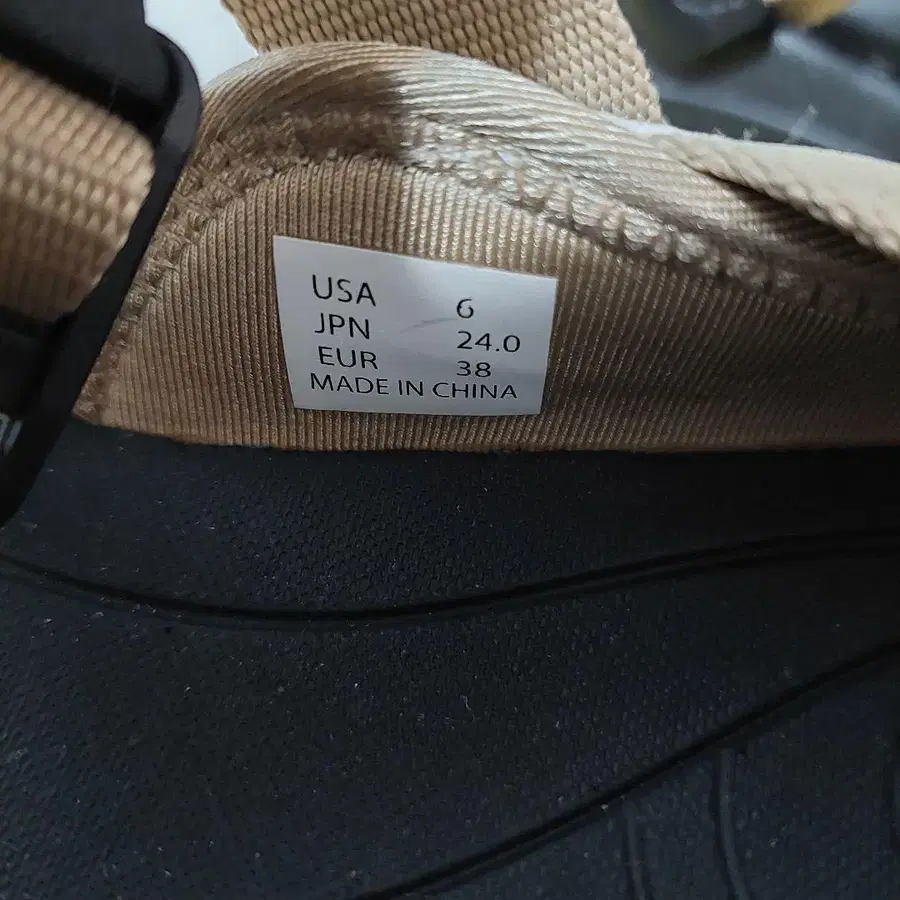 USA 6
JPN 24.0
EUR 38
MADE IN CHINA